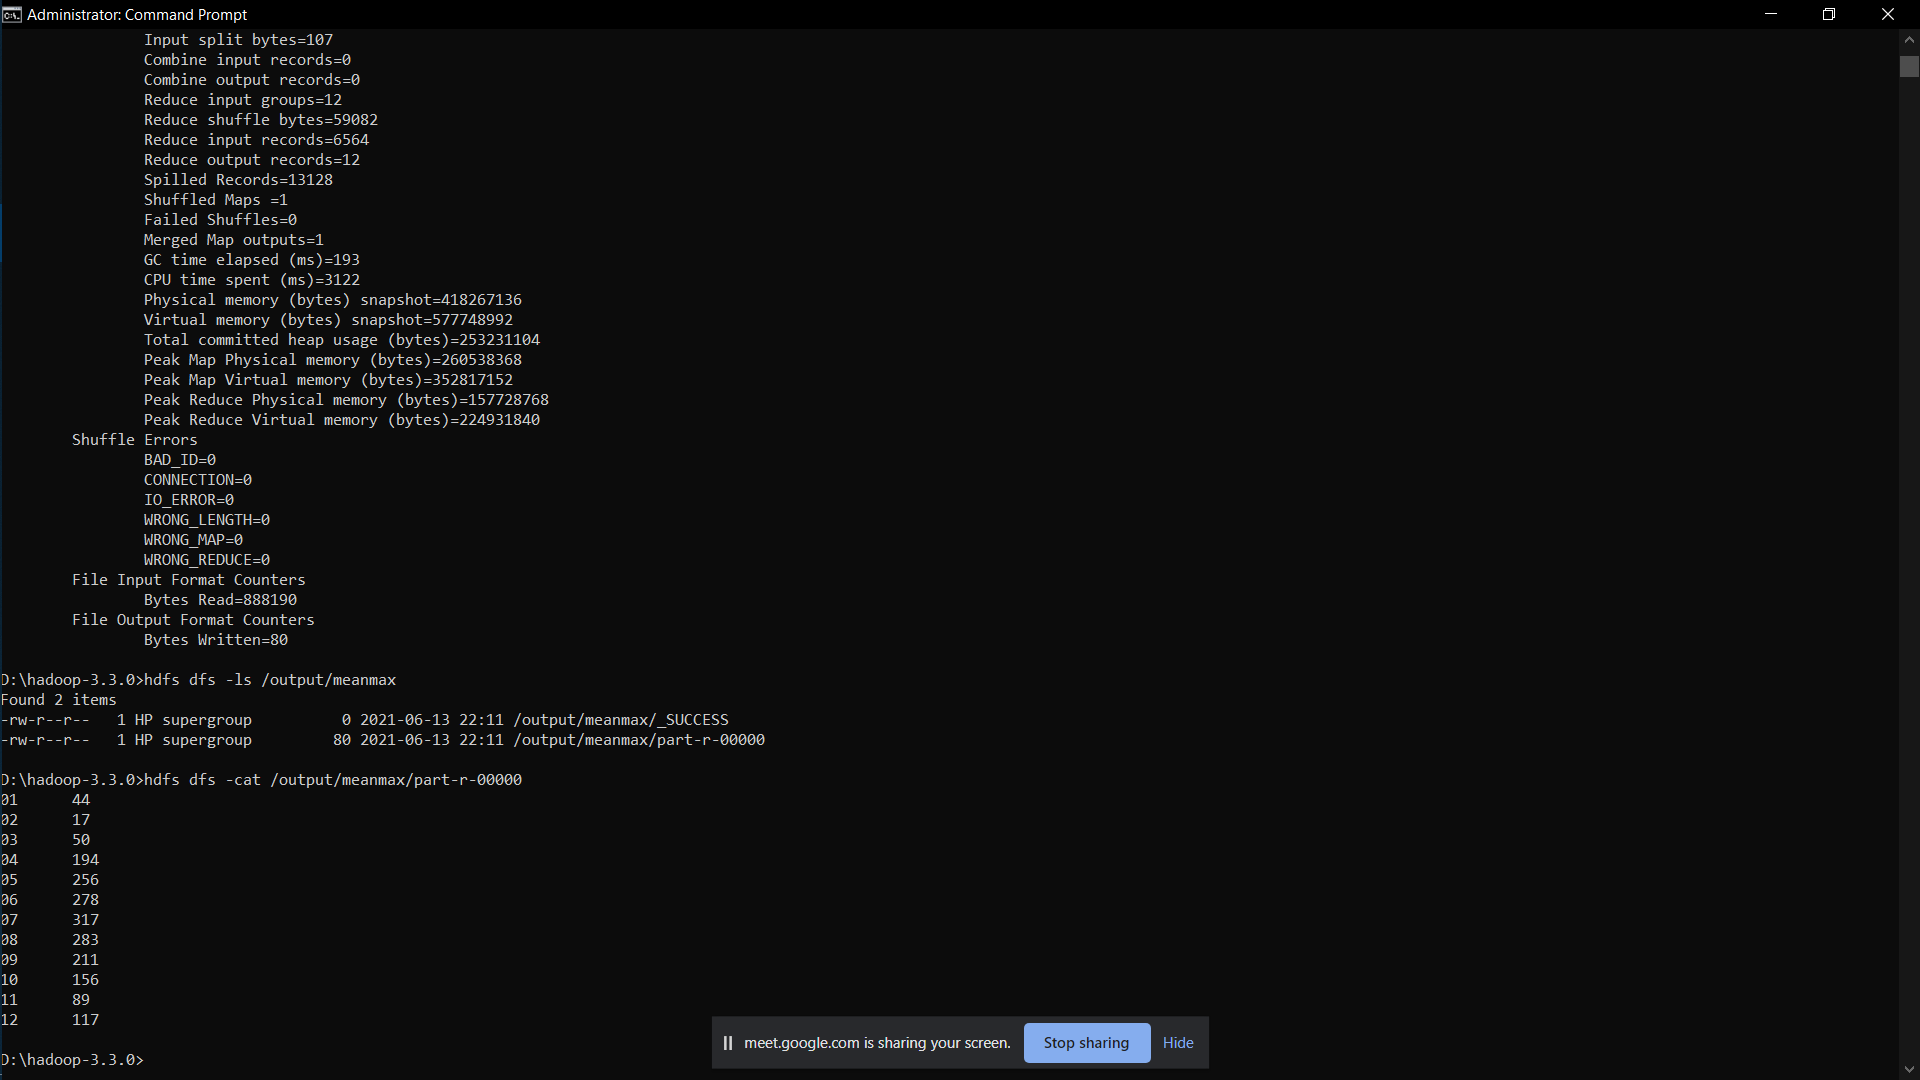 Administrator: Command Prompt
Input split bytes=107
Combine input records=0
Combine output records=0
Reduce input groups=12
Reduce shuffle bytes=59082
Reduce input records=6564
Reduce output records=12
Spilled Records=13128
Shuffled Maps =1
Failed Shuffles=0
Merged Map outputs=1
GC time elapsed (ms)=193
CPU time spent (ms)=3122
Physical memory (bytes) snapshot=418267136
Virtual memory (bytes) snapshot=577748992
Total committed heap usage (bytes)=253231104
Peak Map Physical memory (bytes)=260538368
Peak Map Virtual memory (bytes)=352817152
Peak Reduce Physical memory (bytes)=157728768
Peak Reduce Virtual memory (bytes)=224931840
Shuffle Errors
BAD_ID=0
CONNECTION=0
IO_ERROR=0
WRONG_LENGTH=0
WRONG_MAP=0
WRONG_REDUCE=0
File Input Format Counters
Bytes Read=888190
File Output Format Counters
Bytes Written=80
D:\hadoop-3.3.0>hdfs dfs -ls /output/meanmax
Found 2 items
-rw-r--r--   1 HP supergroup          0 2021-06-13 22:11 /output/meanmax/_SUCCESS
-rw-r--r--   1 HP supergroup         80 2021-06-13 22:11 /output/meanmax/part-r-00000
D:\hadoop-3.3.0>hdfs dfs -cat /output/meanmax/part-r-00000
01      44
02      17
03      50
04      194
05      256
06      278
07      317
08      283
09      211
10      156
11      89
12      117
meet.google.com is sharing your screen. Stop sharing Hide
D:\hadoop-3.3.0>